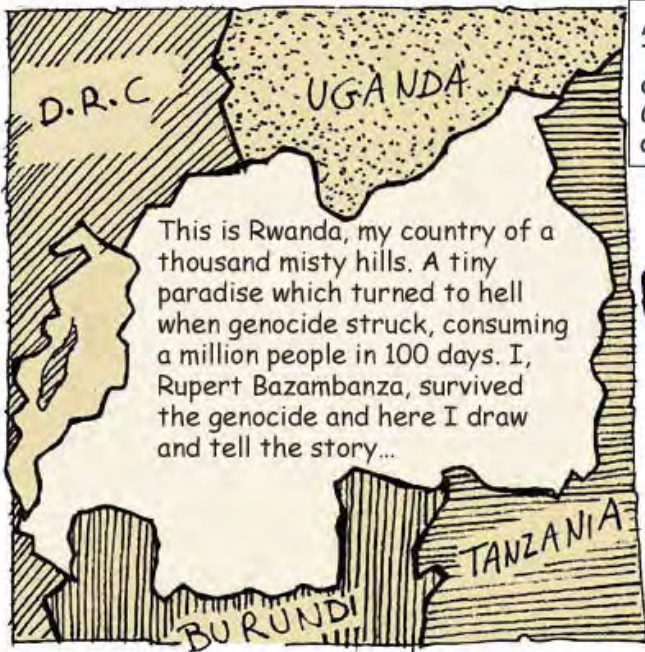 D.R.C
UGANDA
This is Rwanda, my country of a
thousand misty hills. A tiny
paradise which turned to hell
when genocide struck, consuming
a million people in 100 days. I,
Rupert Bazambanza, survived
the genocide and here I draw
and tell the story...
TANZANIA
BURUNDI